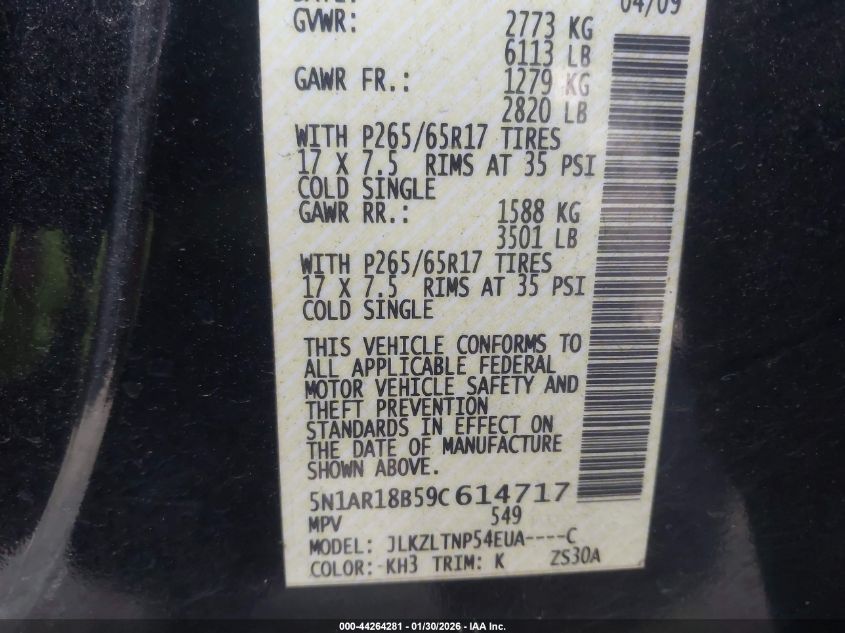 04/09
GVWR: 2773 KG
6113 LB
GAWR FR.: 1279 KG
2820 LB
WITH P265/65R17 TIRES
17 X 7.5 RIMS AT 35 PSI
COLD SINGLE
GAWR RR.: 1588 KG
3501 LB
WITH P265/65R17 TIRES
17 X 7.5 RIMS AT 35 PSI
COLD SINGLE
THIS VEHICLE CONFORMS TO
ALL APPLICABLE FEDERAL
MOTOR VEHICLE SAFETY AND
THEFT PREVENTION
STANDARDS IN EFFECT ON
THE DATE OF MANUFACTURE
SHOWN ABOVE.
5N1AR18B59C614717
MPV 549
MODEL: JLKZLTNP54EUA----C
COLOR: KH3 TRIM: K ZS30A
000-44264281 - 01/30/2026 - IAA Inc.